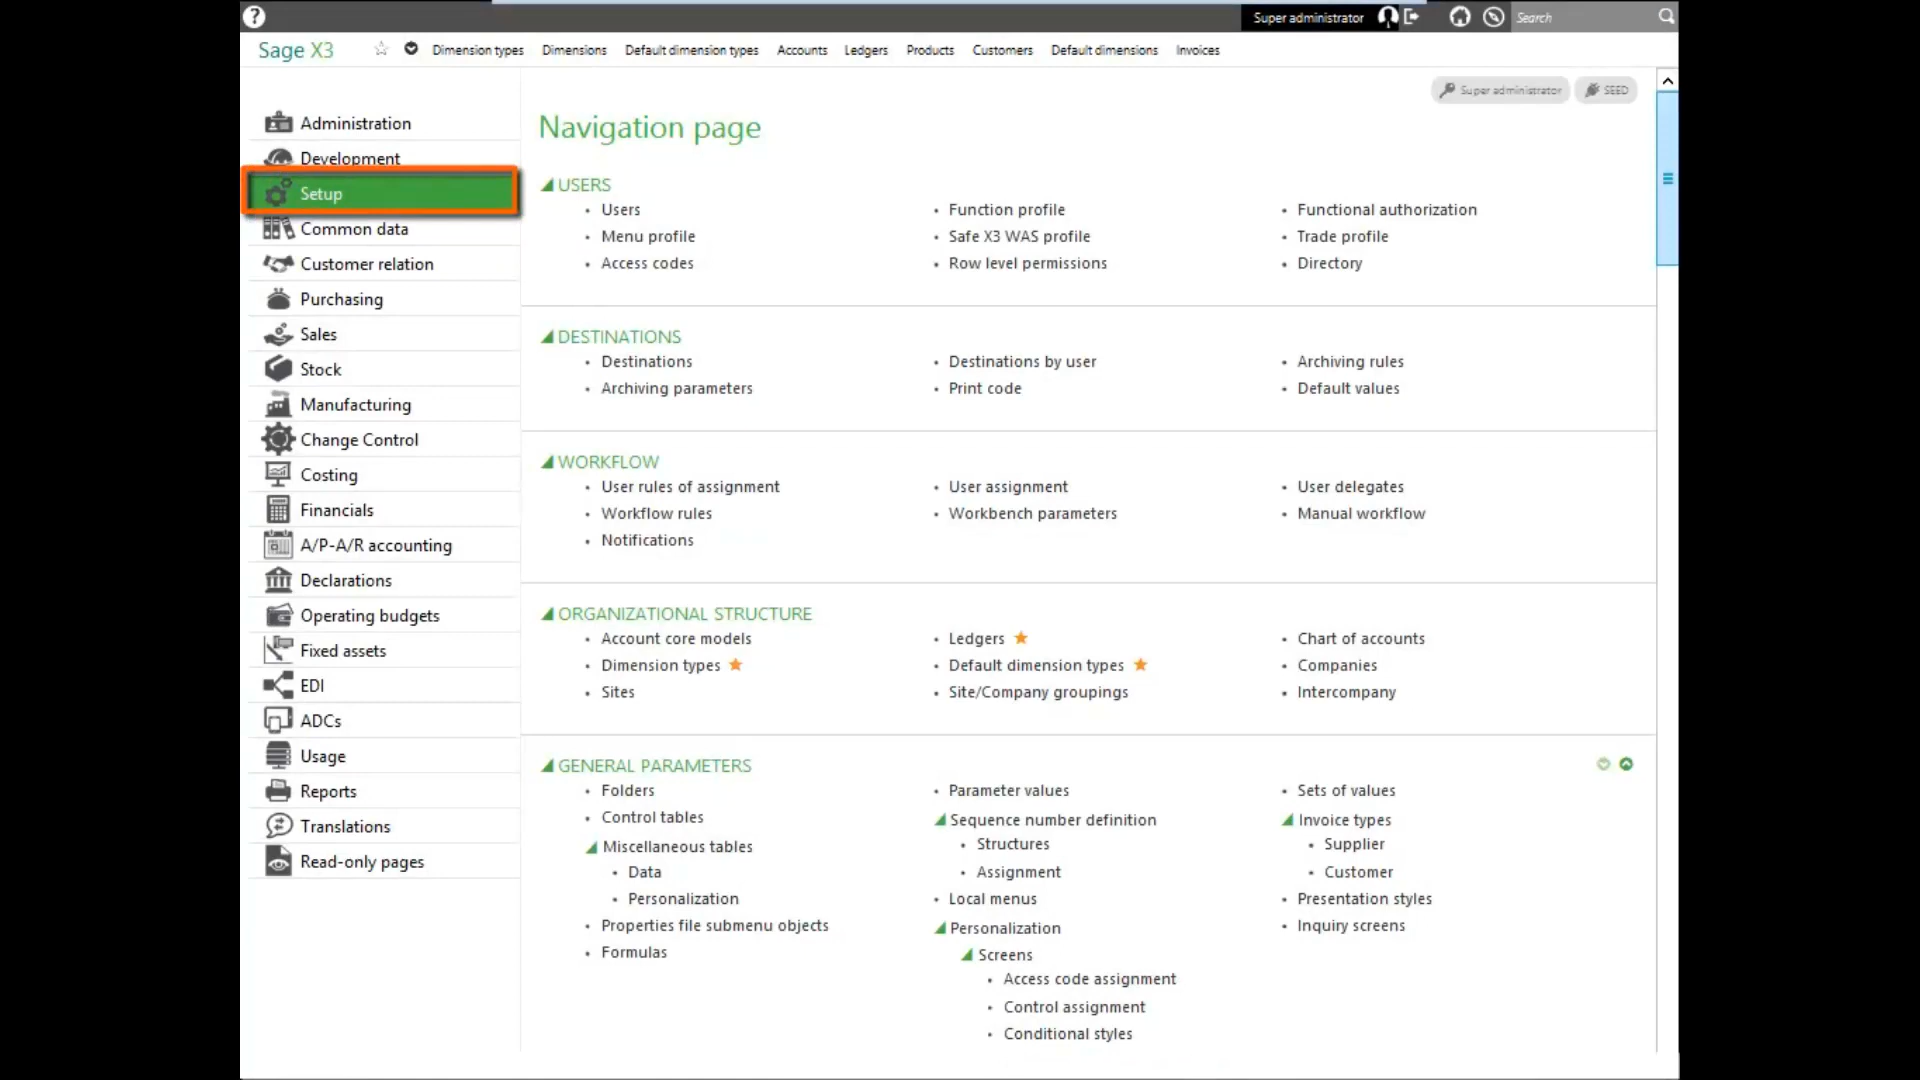 ?
Super administrator
Search
Sage X3
Dimension types
Dimensions
Default dimension types
Accounts
Ledgers
Products
Customers
Default dimensions
Invoices
Super administrator
SEED
Administration
Development
Setup
Common data
Customer relation
Purchasing
Sales
Stock
Manufacturing
Change Control
Costing
Financials
A/P-A/R accounting
Declarations
Operating budgets
Fixed assets
EDI
ADCs
Usage
Reports
Translations
Read-only pages
Navigation page
USERS
Users
Function profile
Functional authorization
Menu profile
Safe X3 WAS profile
Trade profile
Access codes
Row level permissions
Directory
DESTINATIONS
Destinations
Destinations by user
Archiving rules
Archiving parameters
Print code
Default values
WORKFLOW
User rules of assignment
User assignment
User delegates
Workflow rules
Workbench parameters
Manual workflow
Notifications
ORGANIZATIONAL STRUCTURE
Account core models
Ledgers
Chart of accounts
Dimension types
Default dimension types
Companies
Sites
Site/Company groupings
Intercompany
GENERAL PARAMETERS
Folders
Parameter values
Sets of values
Control tables
Sequence number definition
Invoice types
Miscellaneous tables
Structures
Supplier
Data
Assignment
Customer
Personalization
Local menus
Presentation styles
Properties file submenu objects
Personalization
Inquiry screens
Formulas
Screens
Access code assignment
Control assignment
Conditional styles